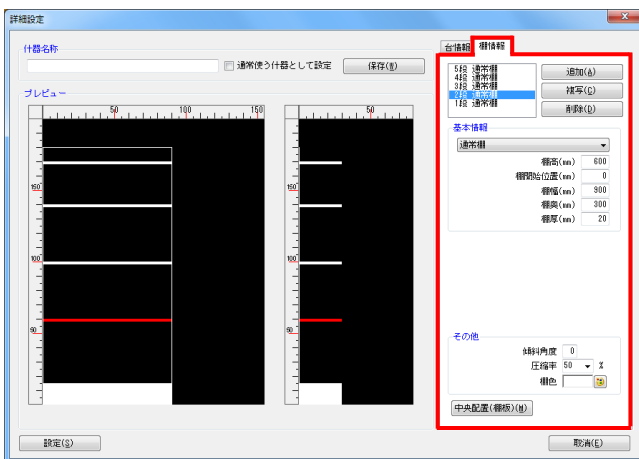 詳細設定
什器名称
通常使う什器として設定
保存(W)
プレビュー
50 100 150
150
100
50
50
150
100
50
台情報 棚情報
5段 通常棚
4段 通常棚
3段 通常棚
2段 通常棚
1段 通常棚
追加(A)
複写(C)
削除(D)
基本情報
通常棚
棚高(mm) 600
棚開始位置(mm) 0
棚幅(mm) 900
棚奥(mm) 300
棚厚(mm) 20
その他
傾斜角度 0
圧縮率 50 %
棚色
中央配置(棚板)(M)
設定(S)
取消(E)